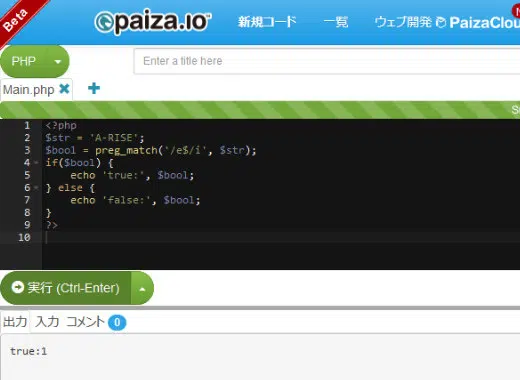 Beta
paiza.io
新規コード 一覧 ウェブ開発 PaizaCloud
PHP
Enter a title here
Main.php
1 <?php
2 $str = 'A-RISE';
3 $bool = preg_match('/e$/i', $str);
4 if($bool) {
5 echo 'true:', $bool;
6 } else {
7 echo 'false:', $bool;
8 }
9 ?>
10
実行 (Ctrl-Enter)
出力 入力 コメント 0
true:1